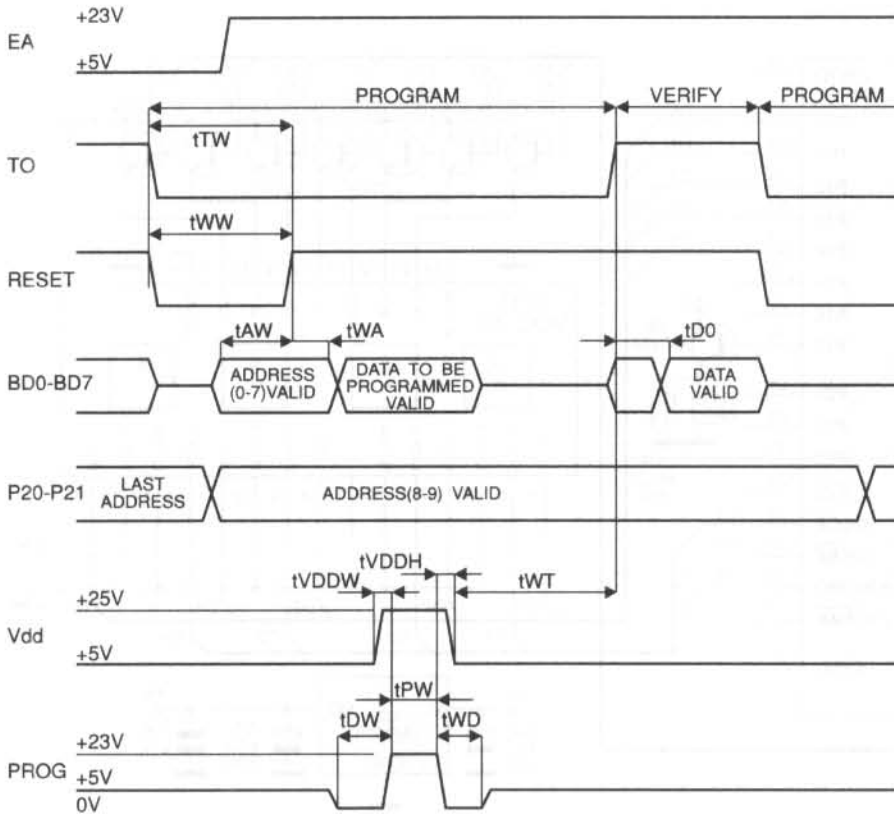 +23V
EA
+5V
PROGRAM
VERIFY
PROGRAM
tTW
TO
tWW
RESET
tAW
tWA
tD0
BD0-BD7
ADDRESS
(0-7)VALID
DATA TO BE
PROGRAMMED
VALID
DATA
VALID
P20-P21
LAST
ADDRESS
ADDRESS(8-9) VALID
tVDDH
tVDDW
tWT
+25V
Vdd
+5V
tPW
tDW
tWD
+23V
PROG
+5V
0V